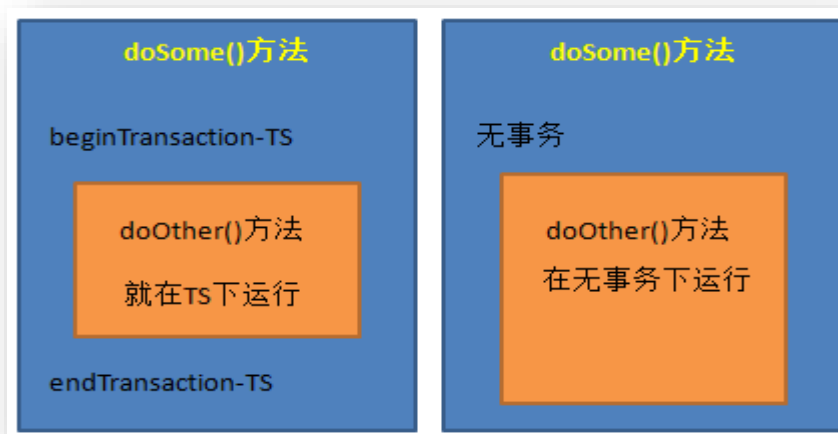 doSome()方法
beginTransaction-TS
doOther()方法
就在TS下运行
endTransaction-TS
doSome()方法
无事务
doOther()方法
在无事务下运行